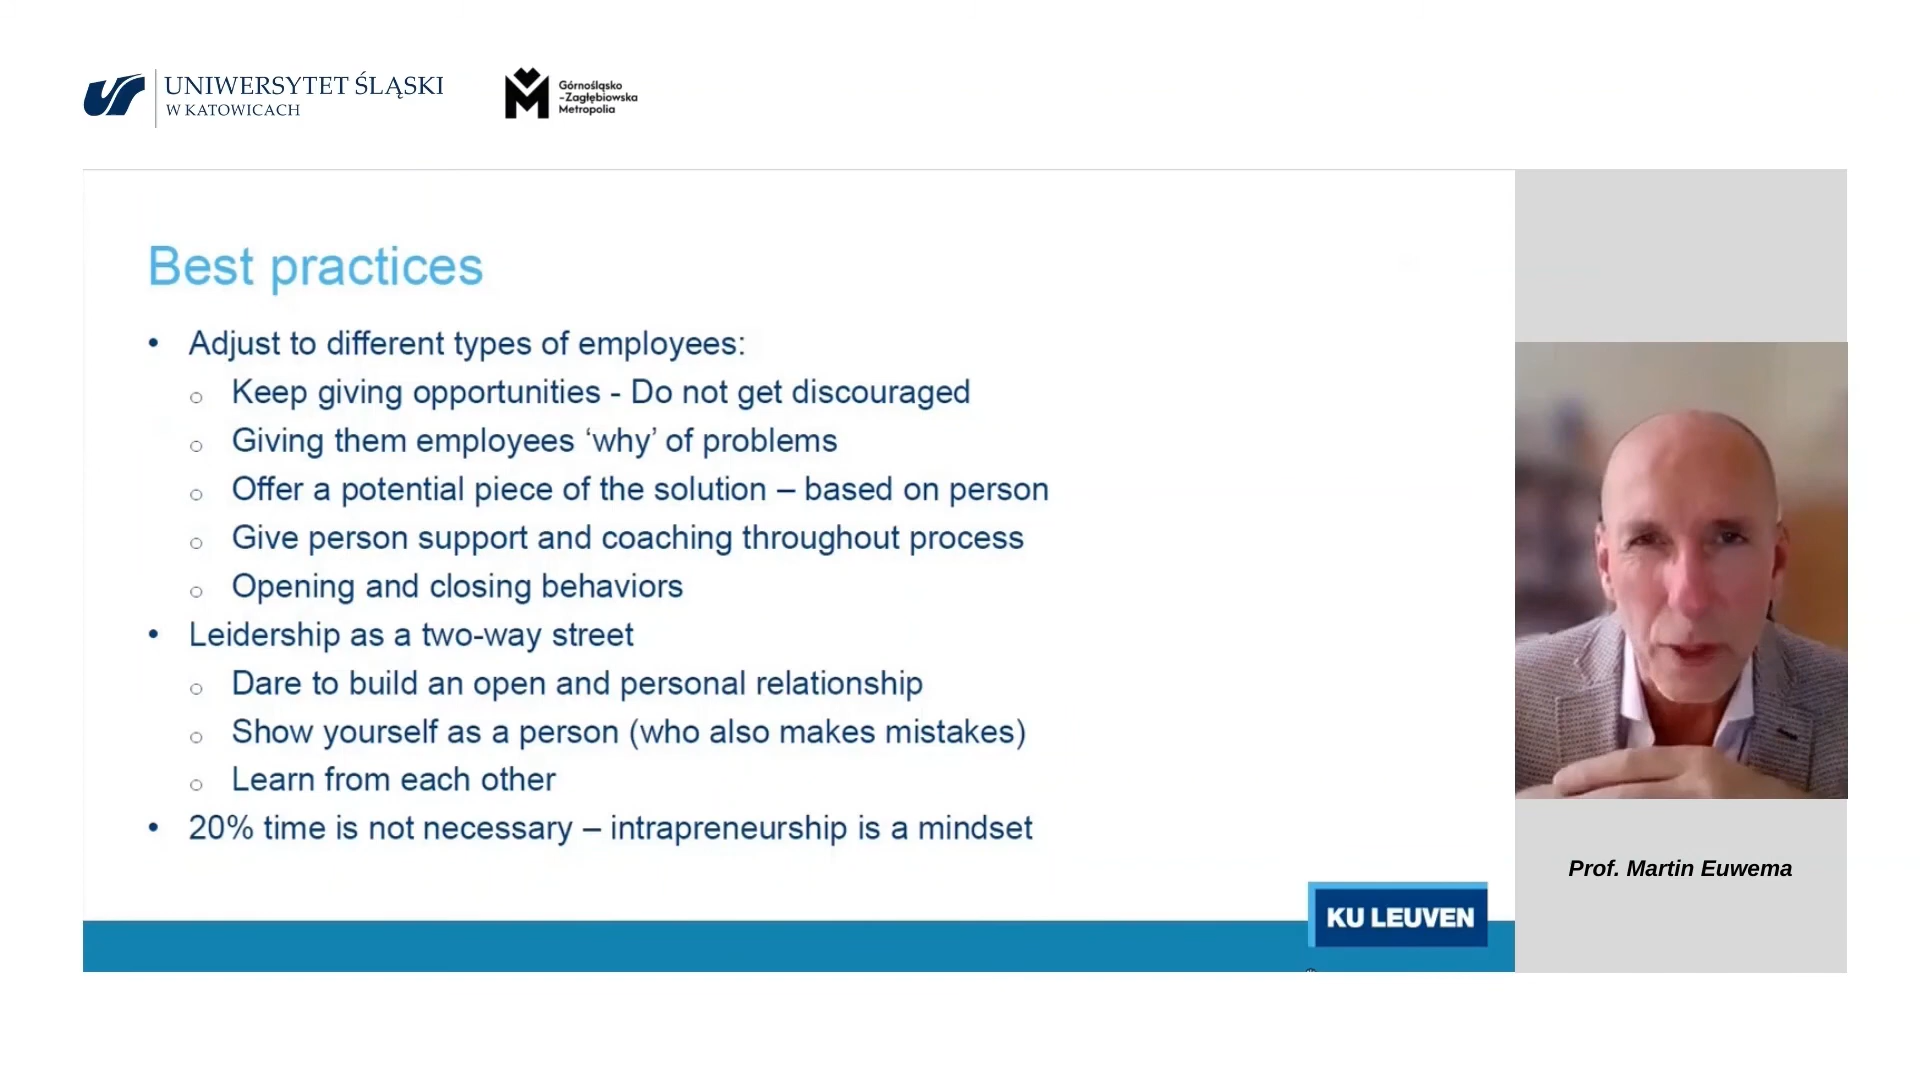 UNIWERSYTET ŚLĄSKI
W KATOWICACH
Górnośląsko
-Zagłębiowska
Metropolia
Best practices
• Adjust to different types of employees:
o Keep giving opportunities - Do not get discouraged
o Giving them employees ‘why’ of problems
o Offer a potential piece of the solution – based on person
o Give person support and coaching throughout process
o Opening and closing behaviors
• Leidership as a two-way street
o Dare to build an open and personal relationship
o Show yourself as a person (who also makes mistakes)
o Learn from each other
• 20% time is not necessary – intrapreneurship is a mindset
KU LEUVEN
Prof. Martin Euwema